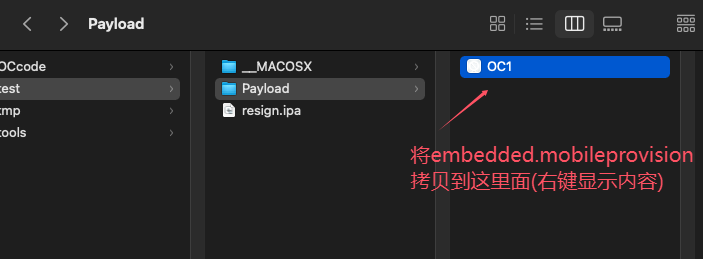 Payload
OCcode
test
tmp
tools
__MACOSX
Payload
resign.ipa
OC1
将embedded.mobileprovision
拷贝到这里面(右键显示内容)